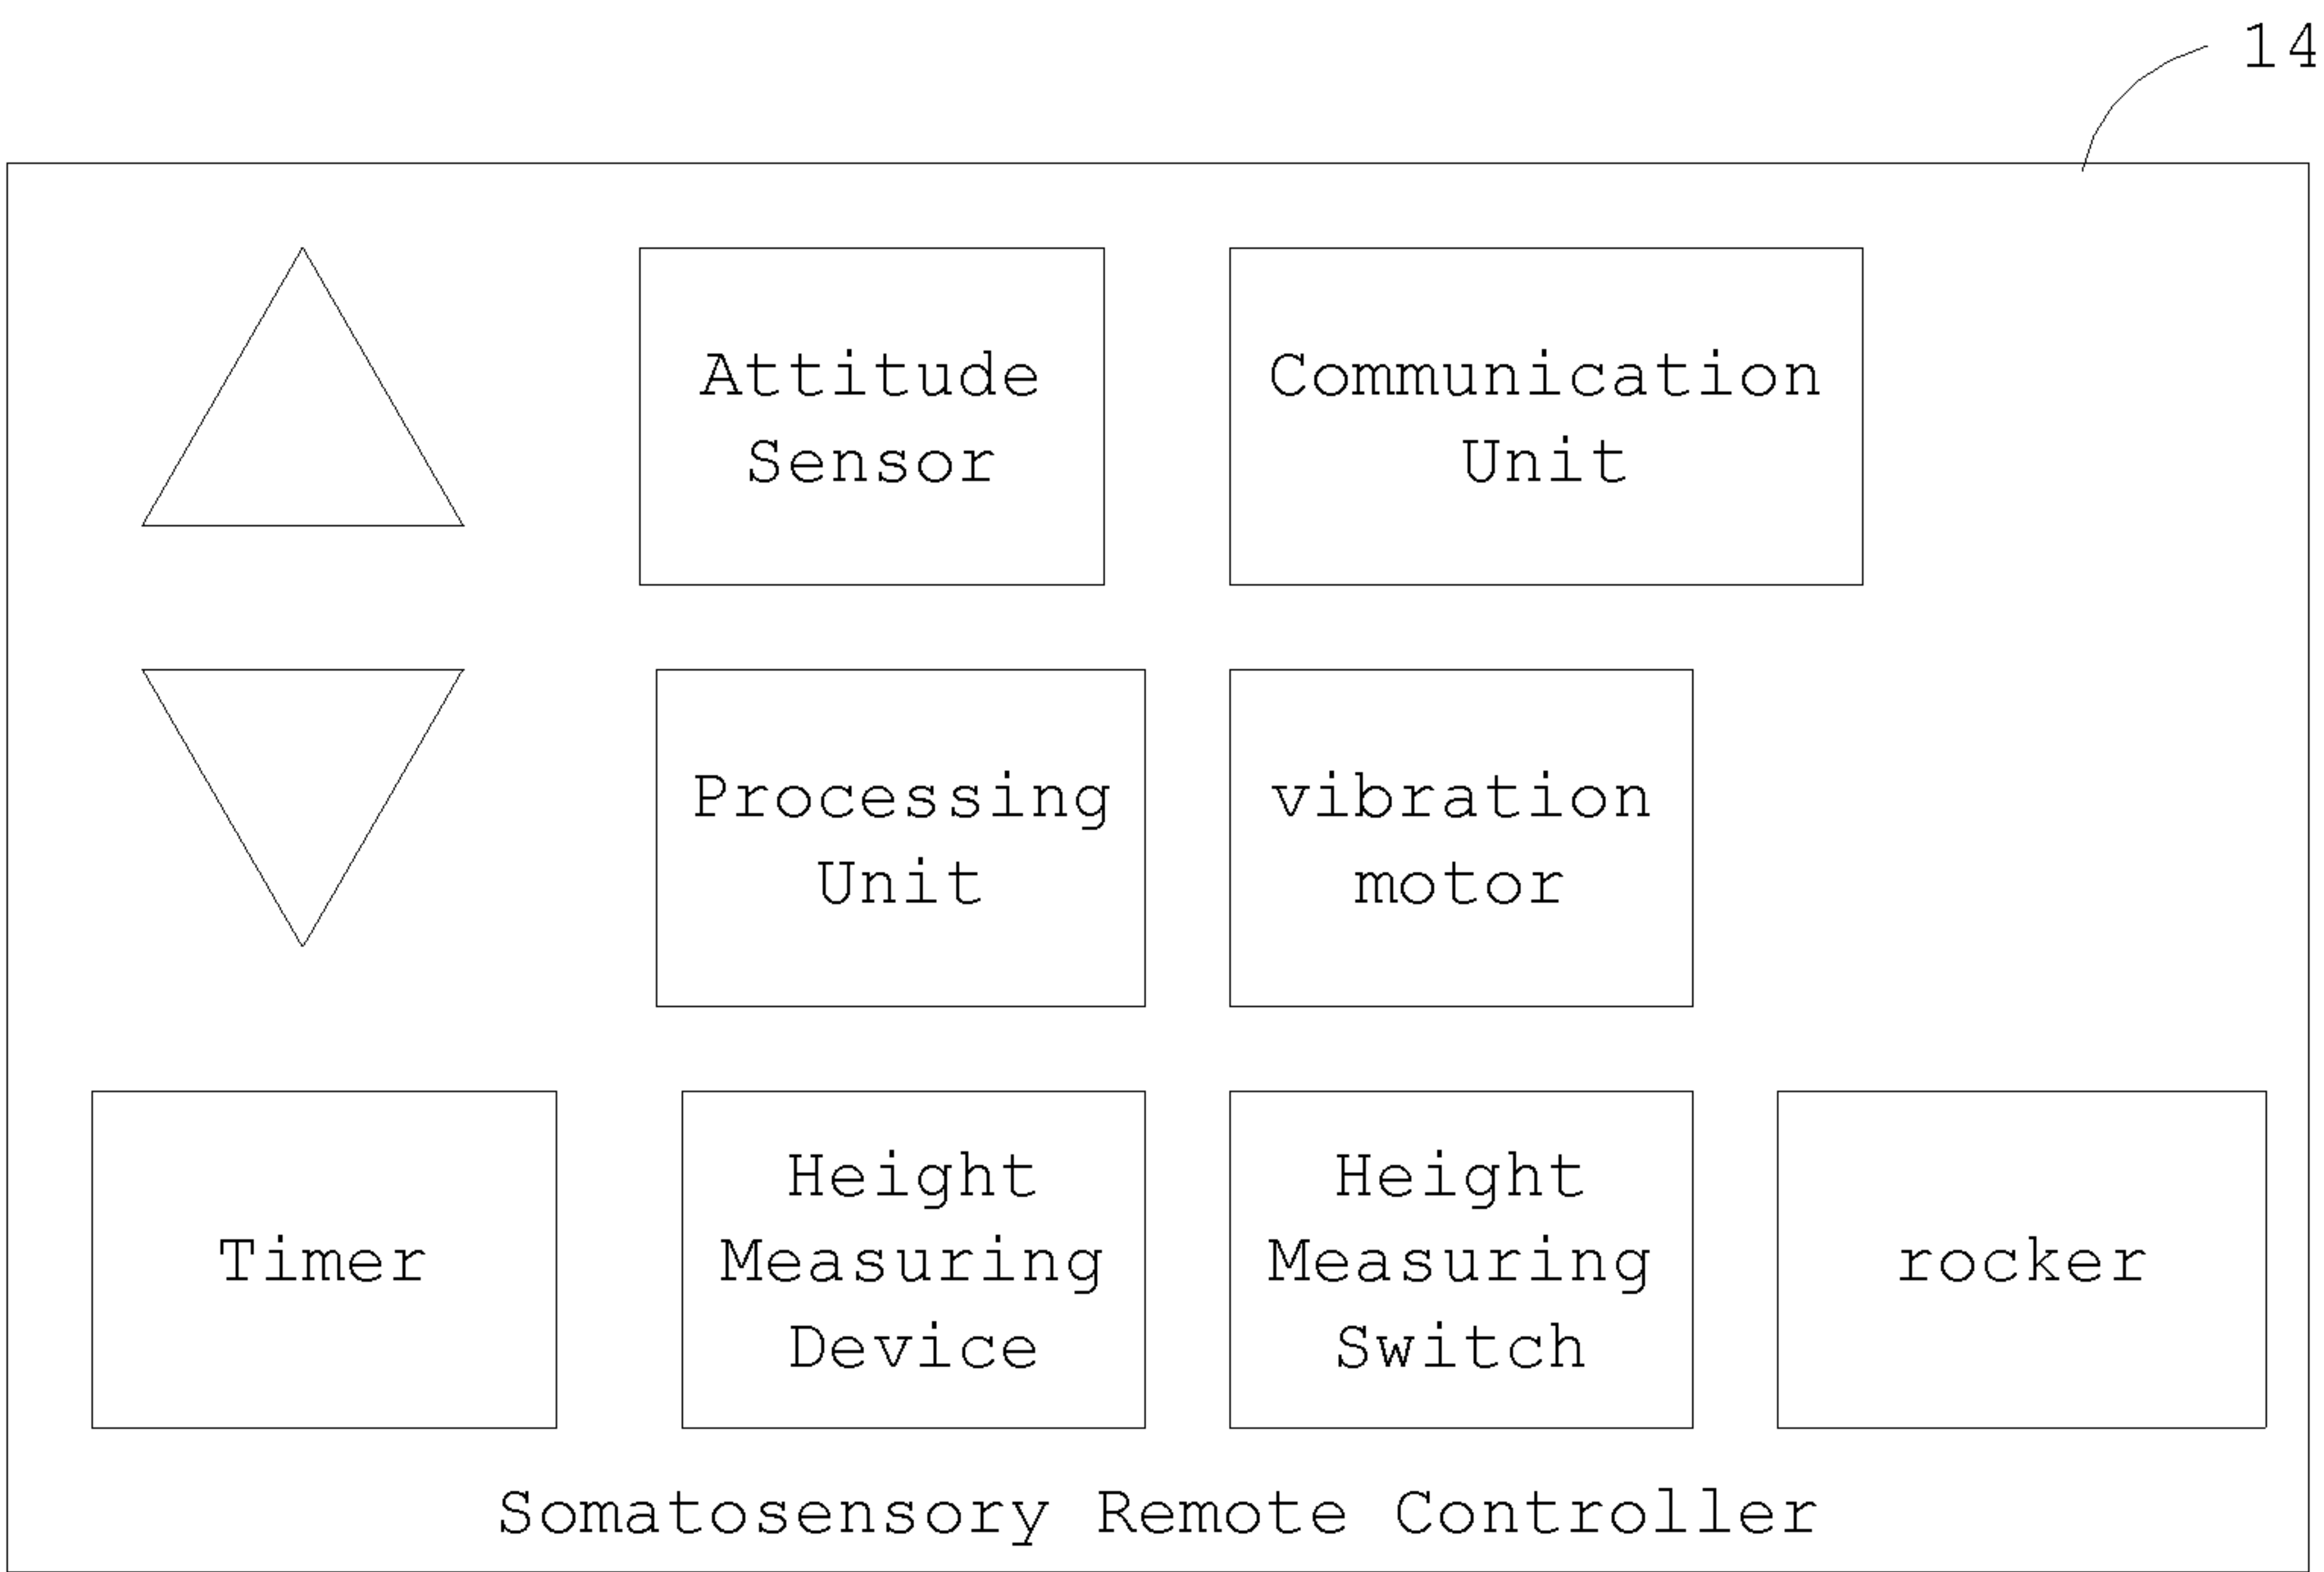 14
Attitude
Sensor
Communication
Unit
Processing
Unit
vibration
motor
Timer
Height
Measuring
Device
Height
Measuring
Switch
rocker
Somatosensory Remote Controller